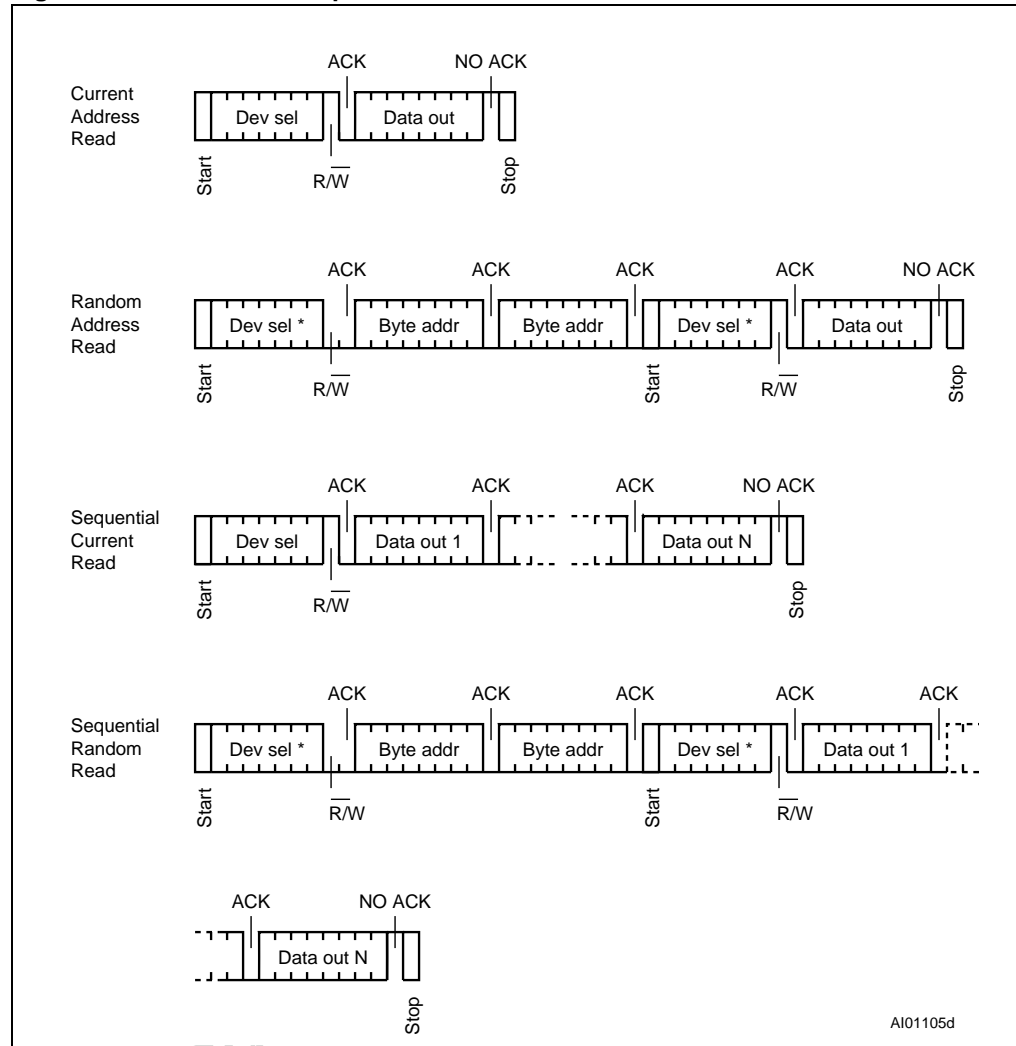 ACK NO ACK
Current
Address
Read
Dev sel Data out
Start R/W̅ Stop
ACK ACK ACK ACK NO ACK
Random
Address
Read
Dev sel * Byte addr Byte addr Dev sel * Data out
Start R/W̅ Start R/W̅ Stop
ACK ACK ACK NO ACK
Sequential
Current
Read
Dev sel Data out 1 Data out N
Start R/W̅ Stop
ACK ACK ACK ACK ACK
Sequential
Random
Read
Dev sel * Byte addr Byte addr Dev sel * Data out 1
Start R̅/W Start R̅/W
ACK NO ACK
Data out N
Stop
AI01105d